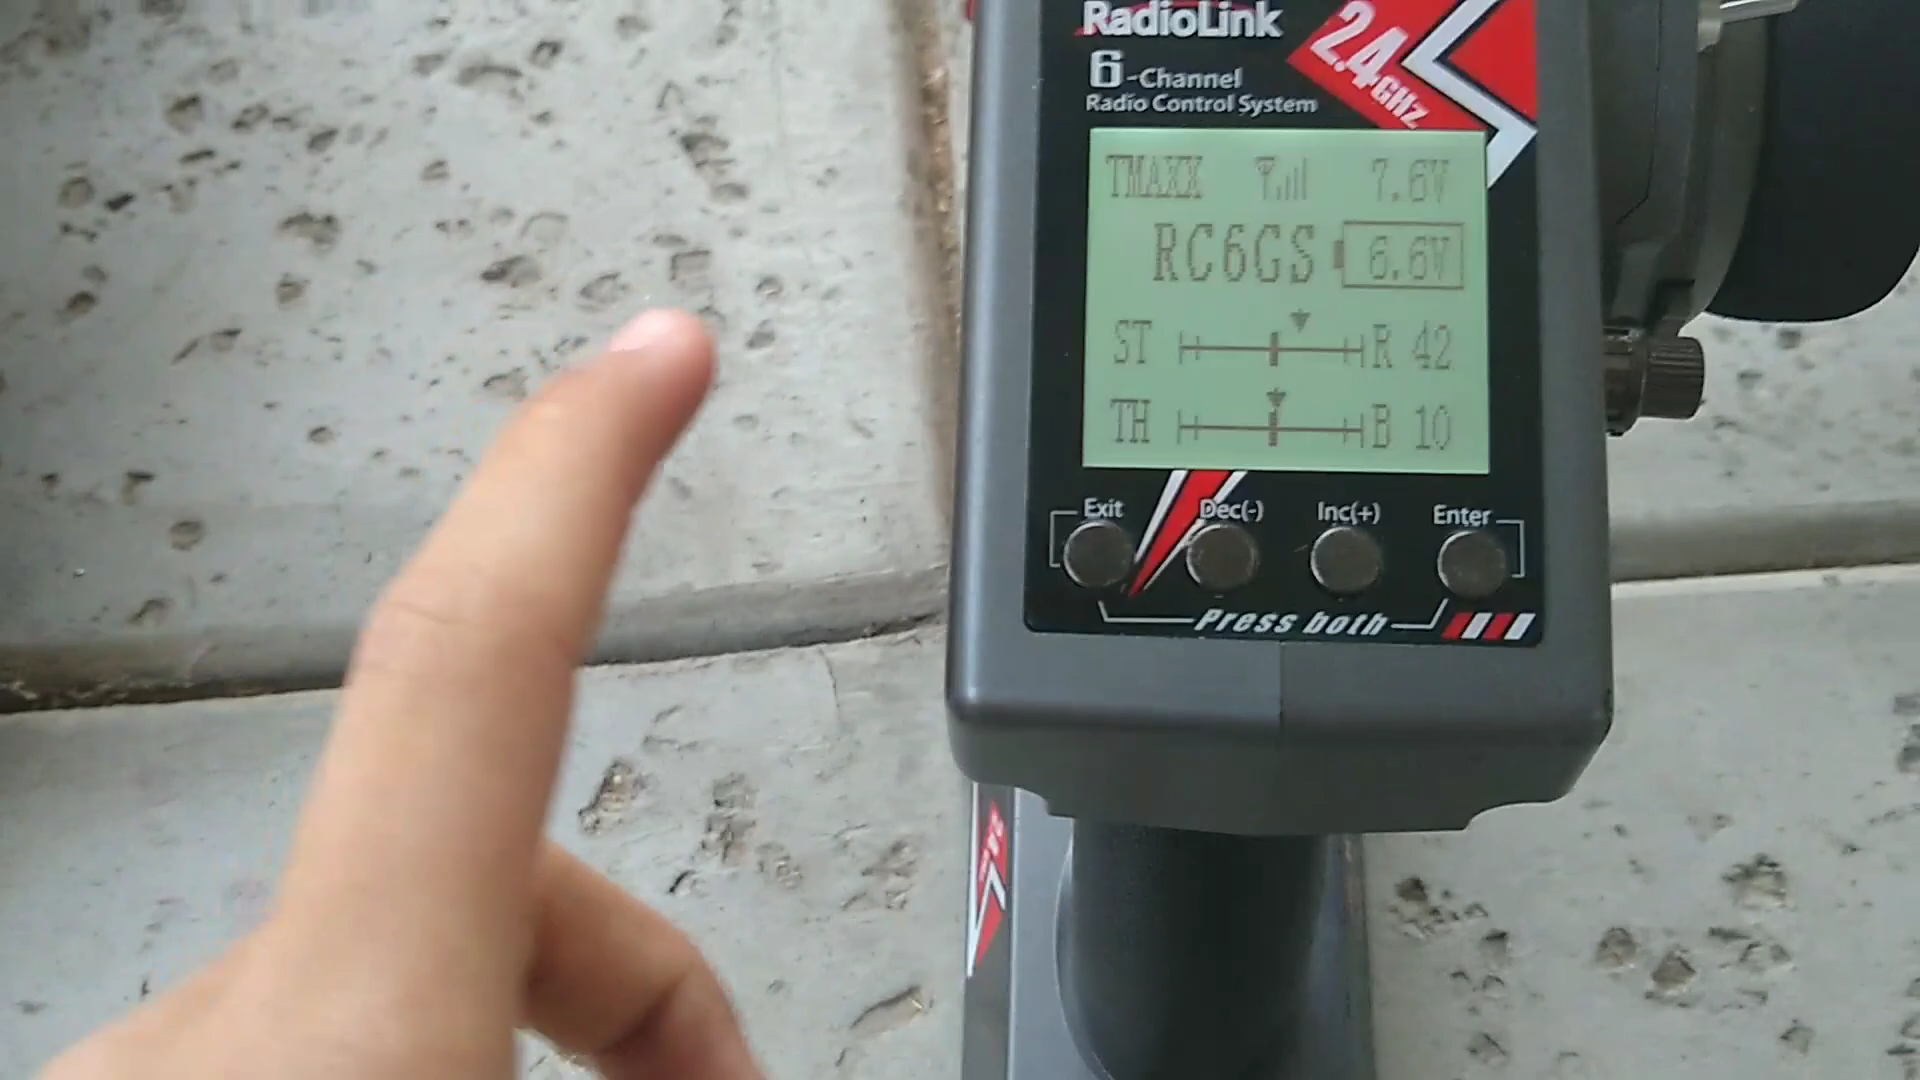 RadioLink
6-Channel
Radio Control System
2.4GHz
TMAXX 7.6V
RC6GS 6.6V
ST R 42
TH B 10
Exit Dec(-) Inc(+) Enter
Press both